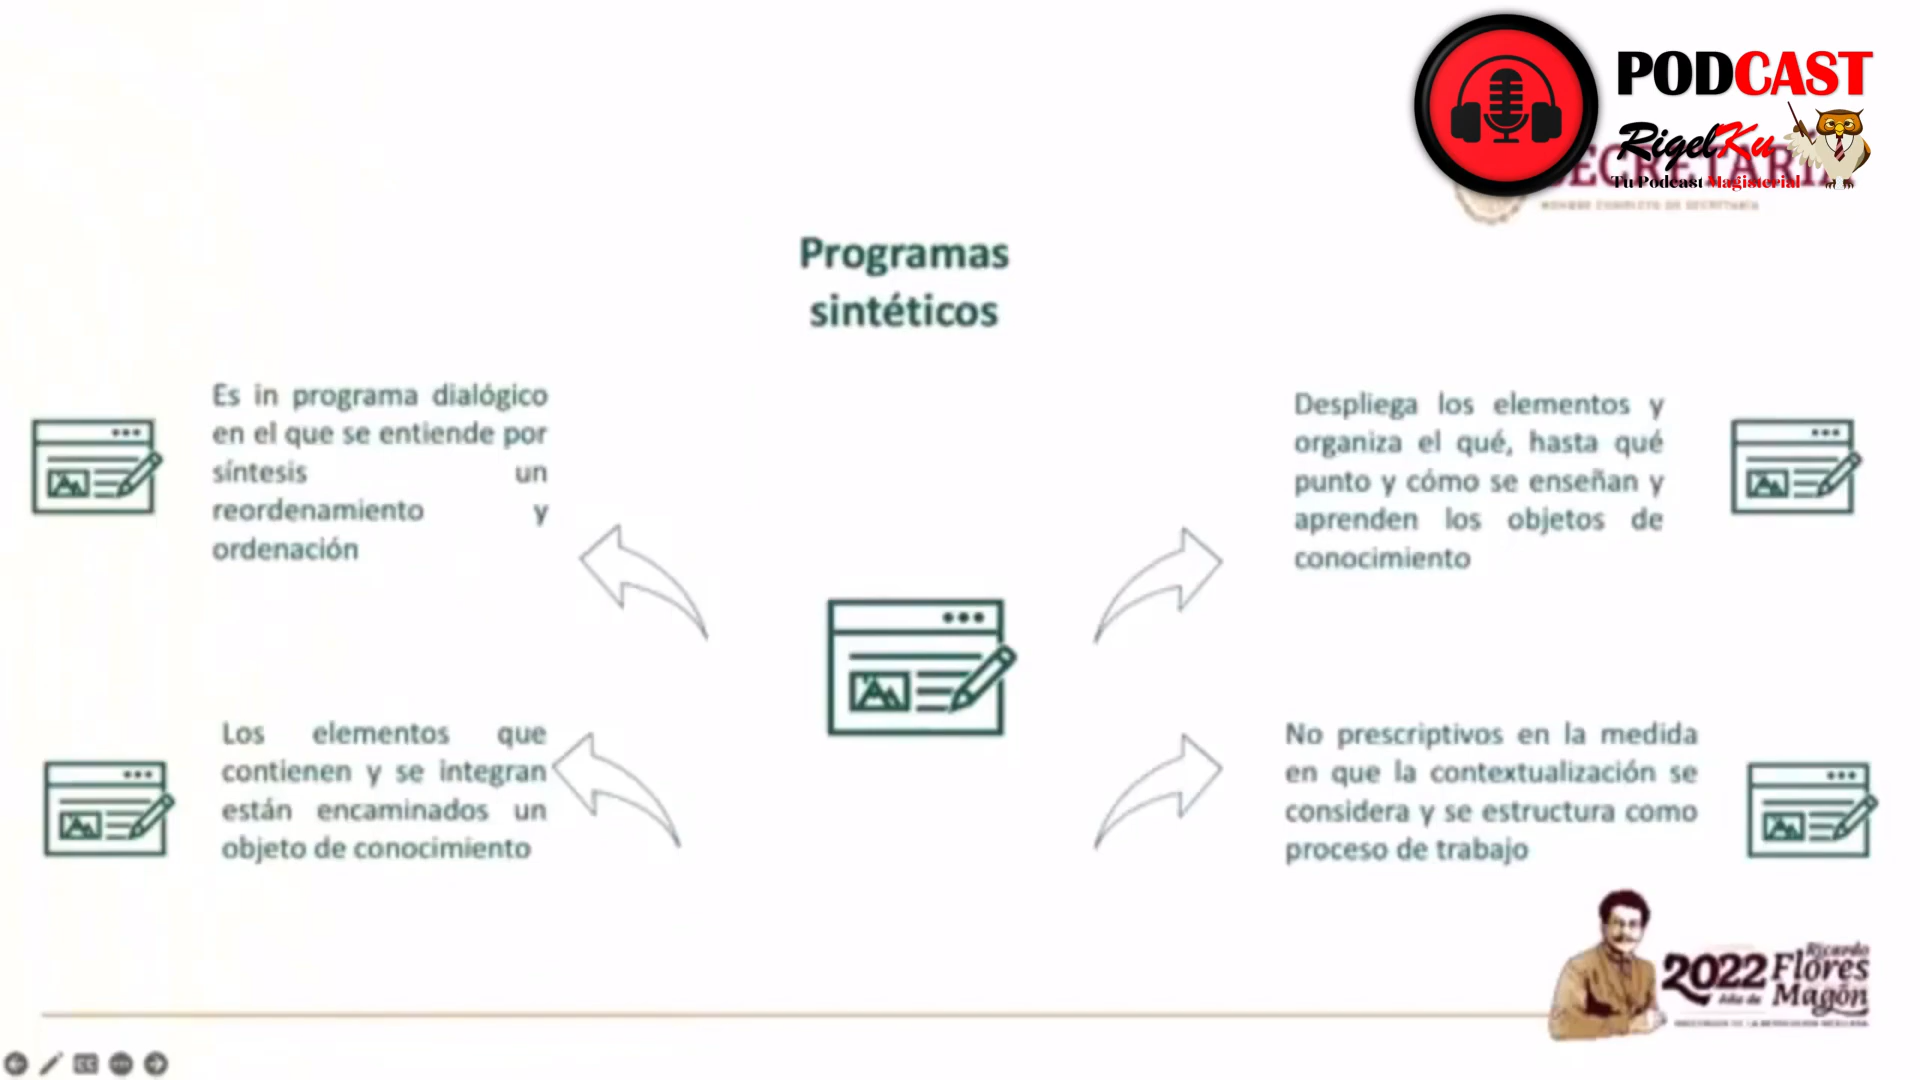 PODCAST
RigelKu
Tu Podcast Magisterial
Programas
sintéticos
Es in programa dialógico
en el que se entiende por
síntesis un
reordenamiento y
ordenación
Despliega los elementos y
organiza el qué, hasta qué
punto y cómo se enseñan y
aprenden los objetos de
conocimiento
Los elementos que
contienen y se integran
están encaminados un
objeto de conocimiento
No prescriptivos en la medida
en que la contextualización se
considera y se estructura como
proceso de trabajo
2022 Ricardo
Flores
Año de Magón